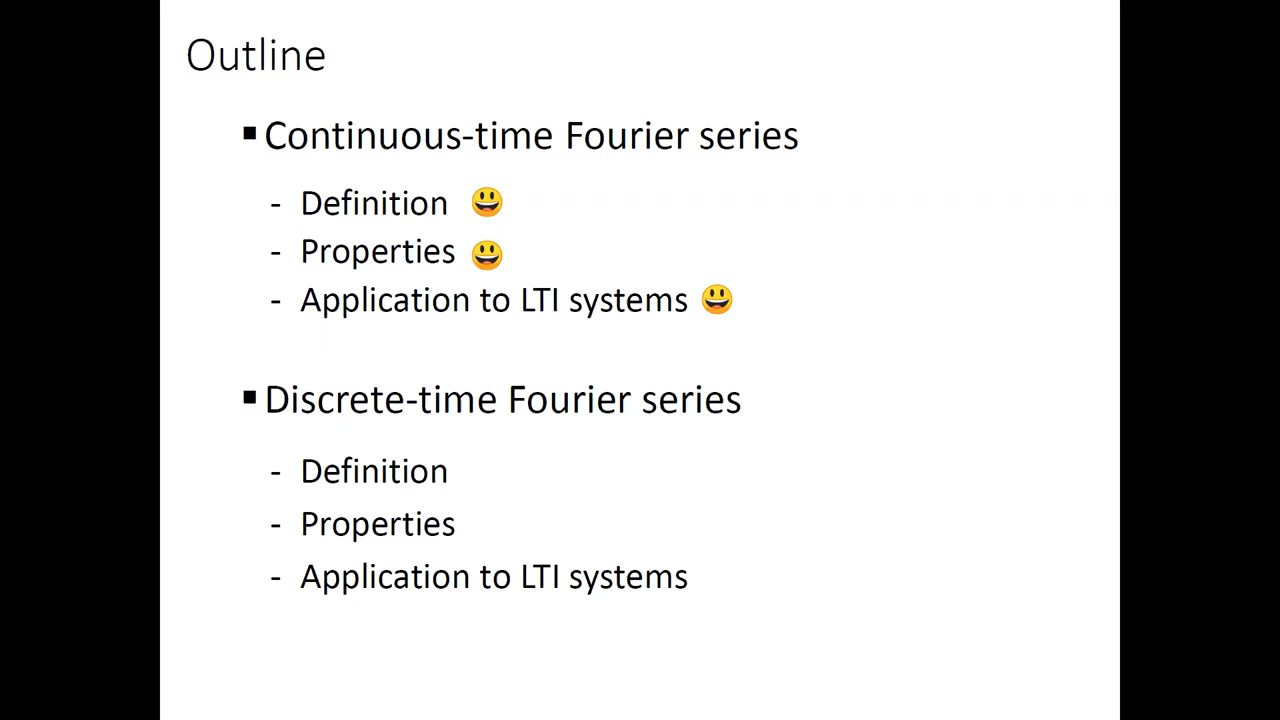 Outline
▪ Continuous-time Fourier series
- Definition 😃
- Properties 😃
- Application to LTI systems 😃
▪ Discrete-time Fourier series
- Definition
- Properties
- Application to LTI systems